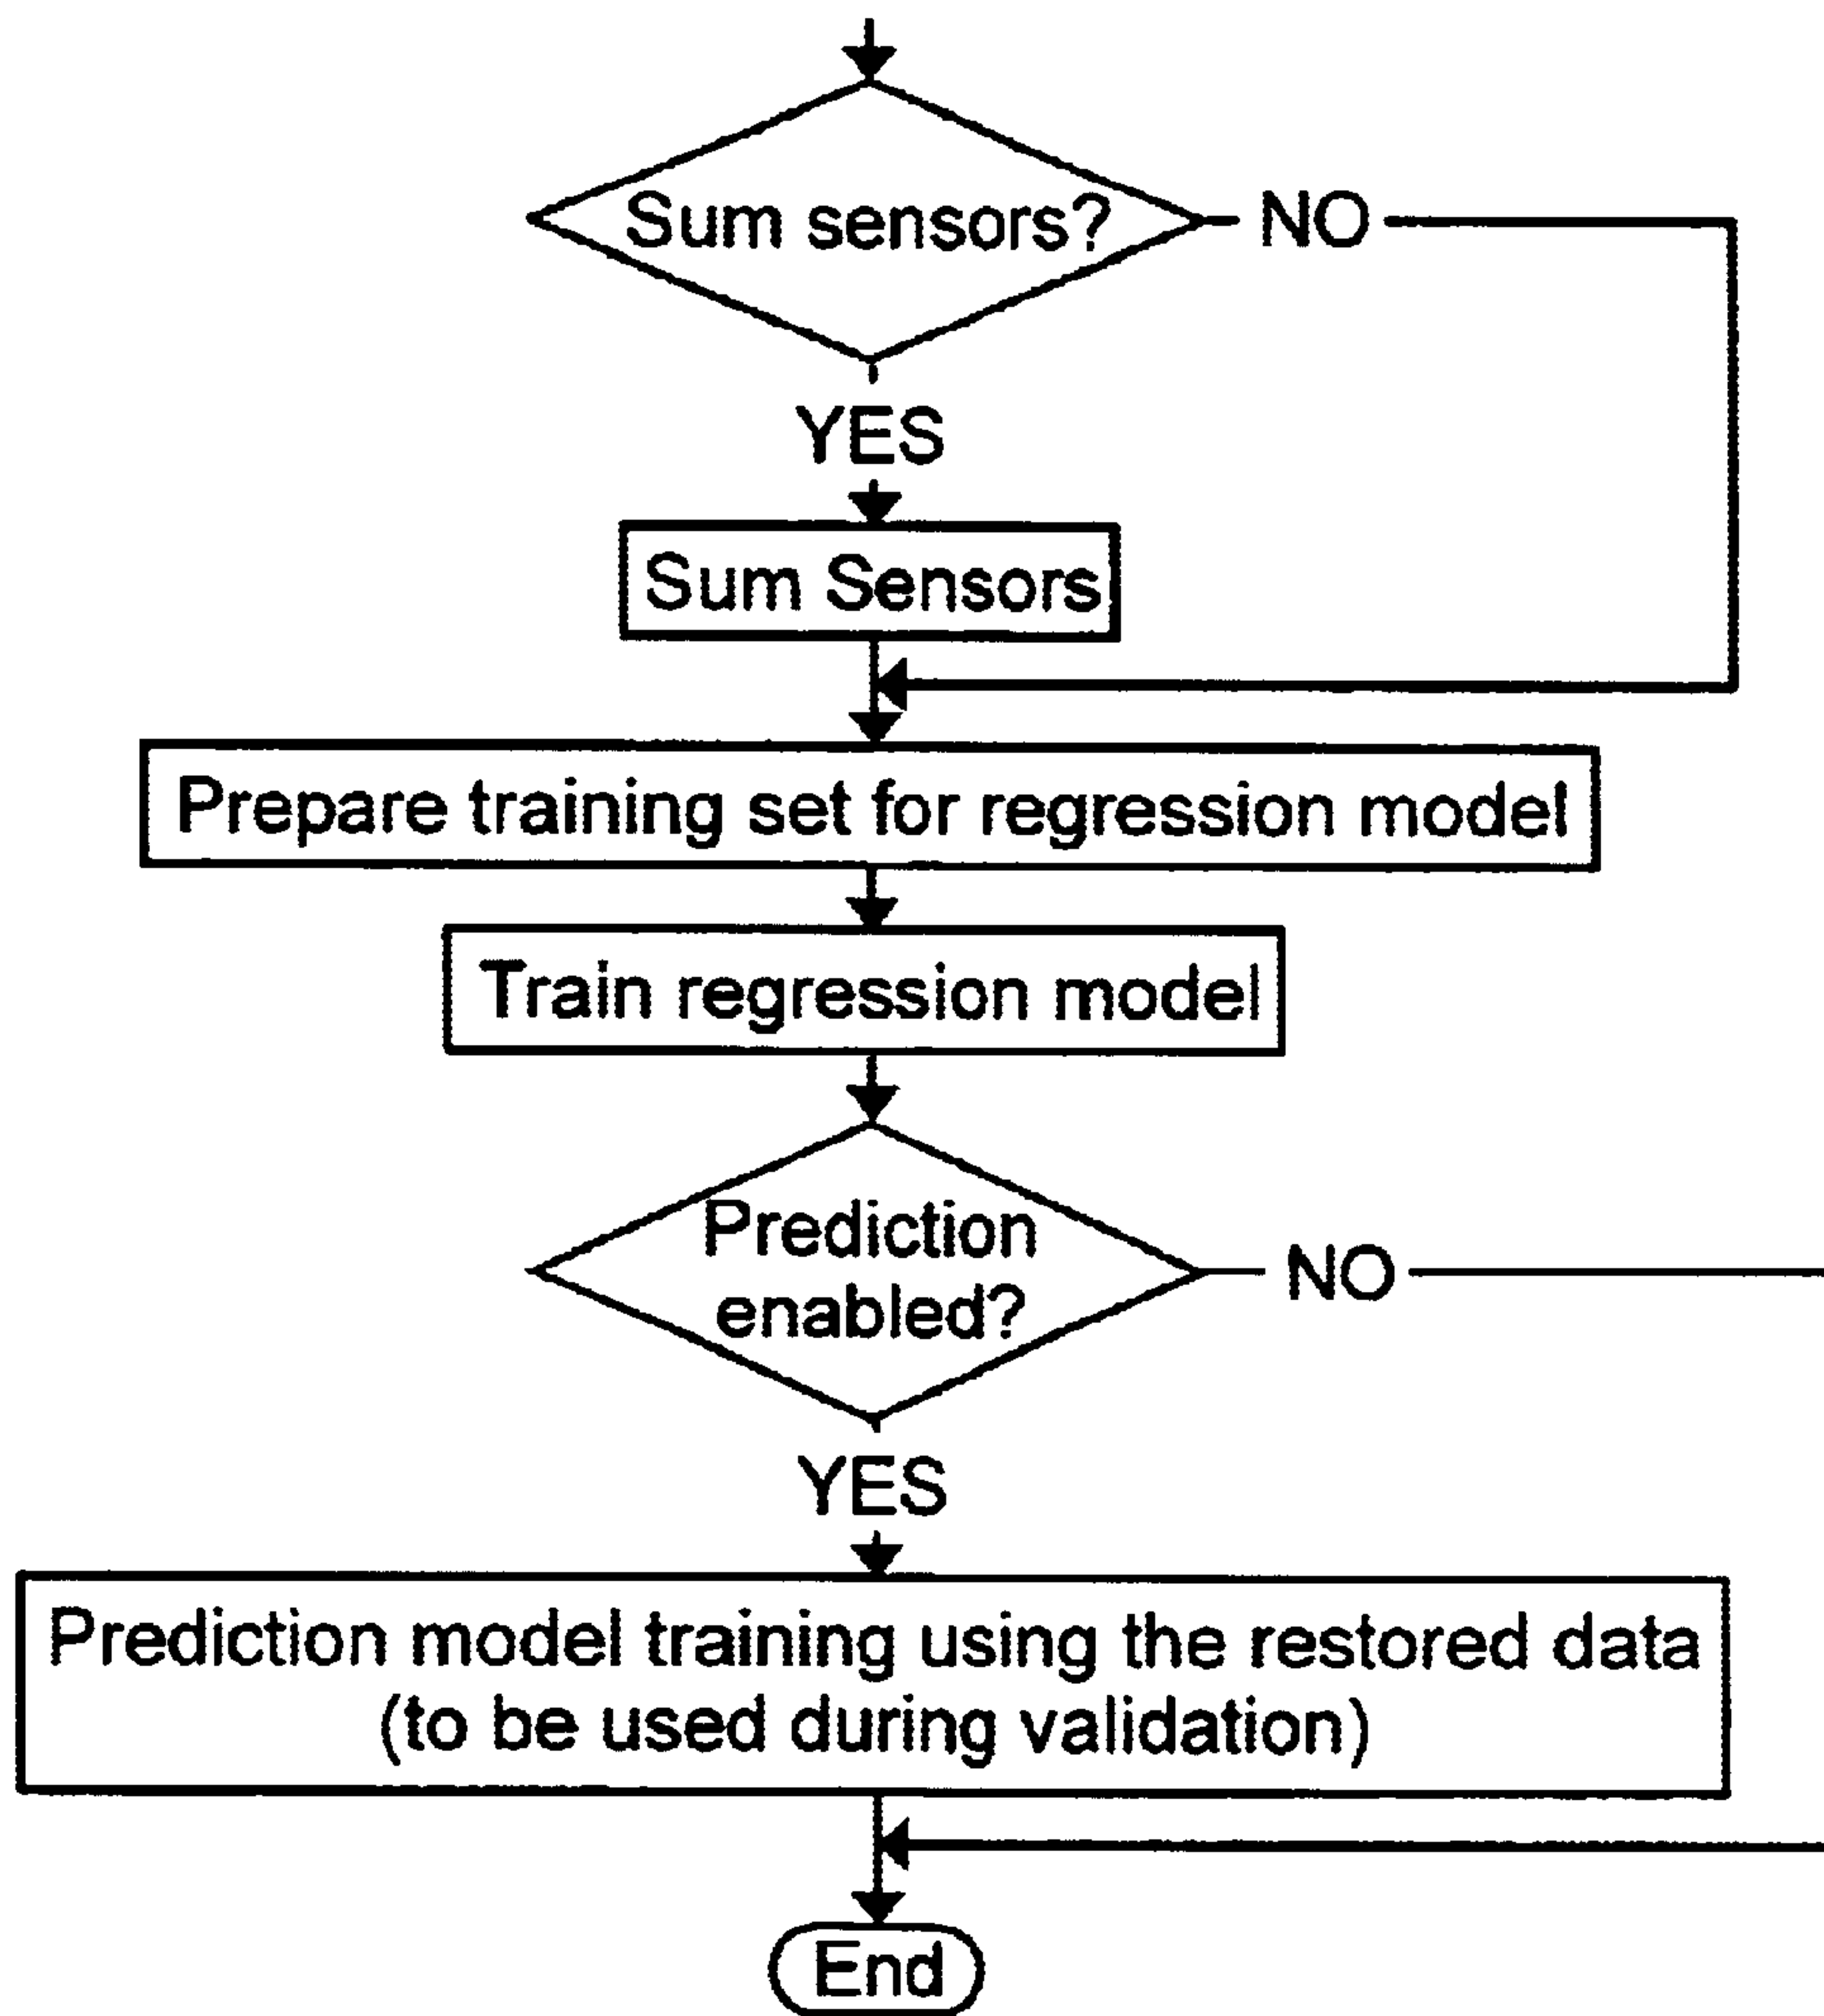 Sum sensors?
NO
YES
Sum Sensors
Prepare training set for regression model
Train regression model
Prediction
enabled?
NO
YES
Prediction model training using the restored data
(to be used during validation)
End